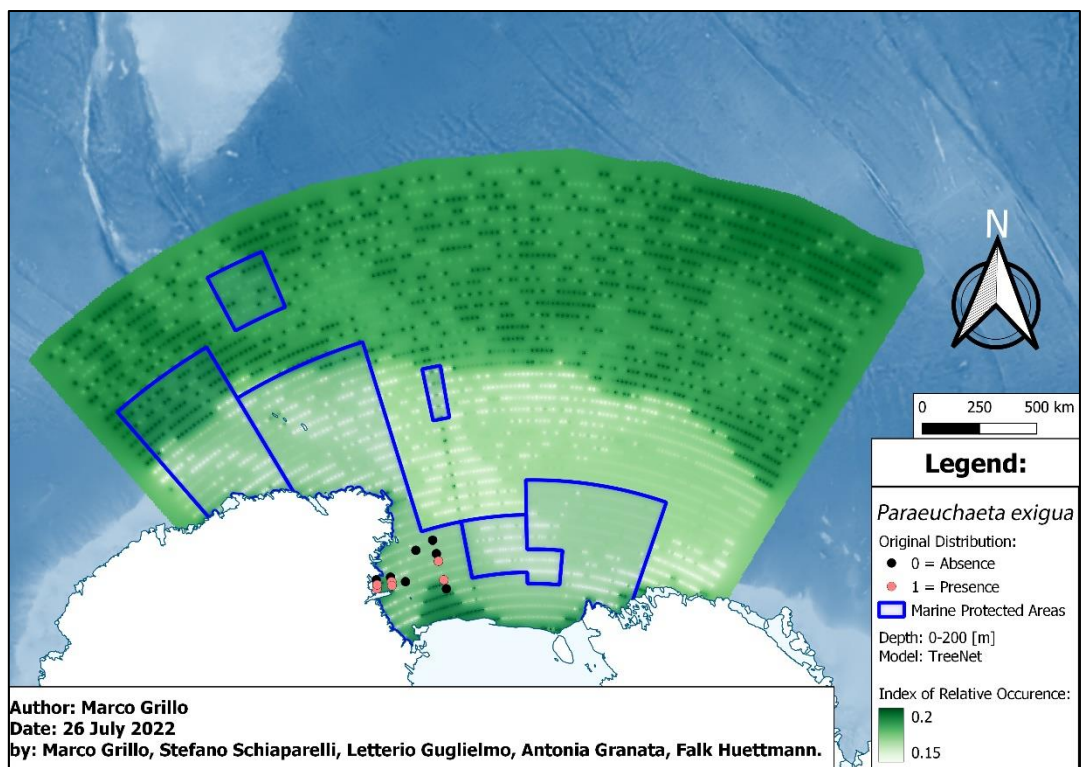 N
0 250 500 km
Legend:
Paraeuchaeta exigua
Original Distribution:
0 = Absence
1 = Presence
Marine Protected Areas
Depth: 0-200 [m]
Model: TreeNet
Index of Relative Occurence:
0.2
0.15
Author: Marco Grillo
Date: 26 July 2022
by: Marco Grillo, Stefano Schiaparelli, Letterio Guglielmo, Antonia Granata, Falk Huettmann.